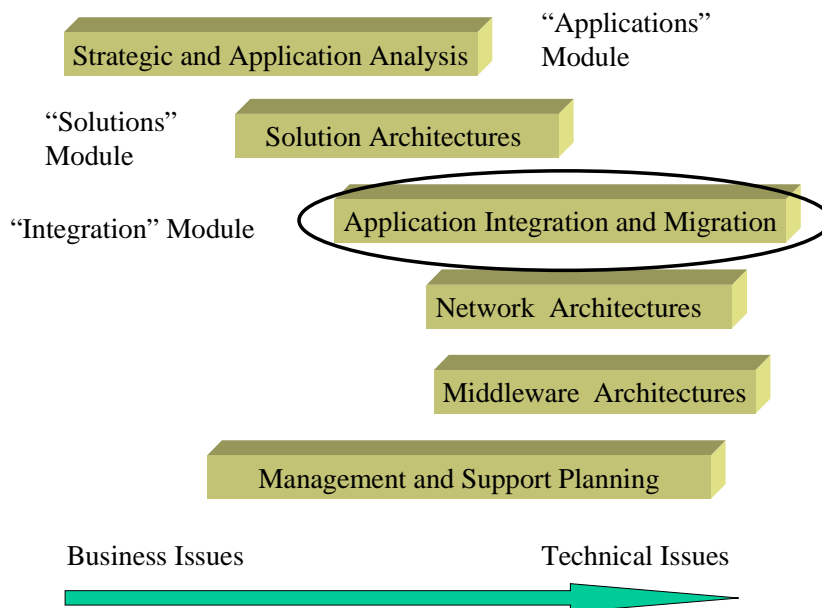 Strategic and Application Analysis
“Applications”
Module
“Solutions”
Module
Solution Architectures
“Integration” Module
Application Integration and Migration
Network  Architectures
Middleware  Architectures
Management and Support Planning
Business Issues
Technical Issues